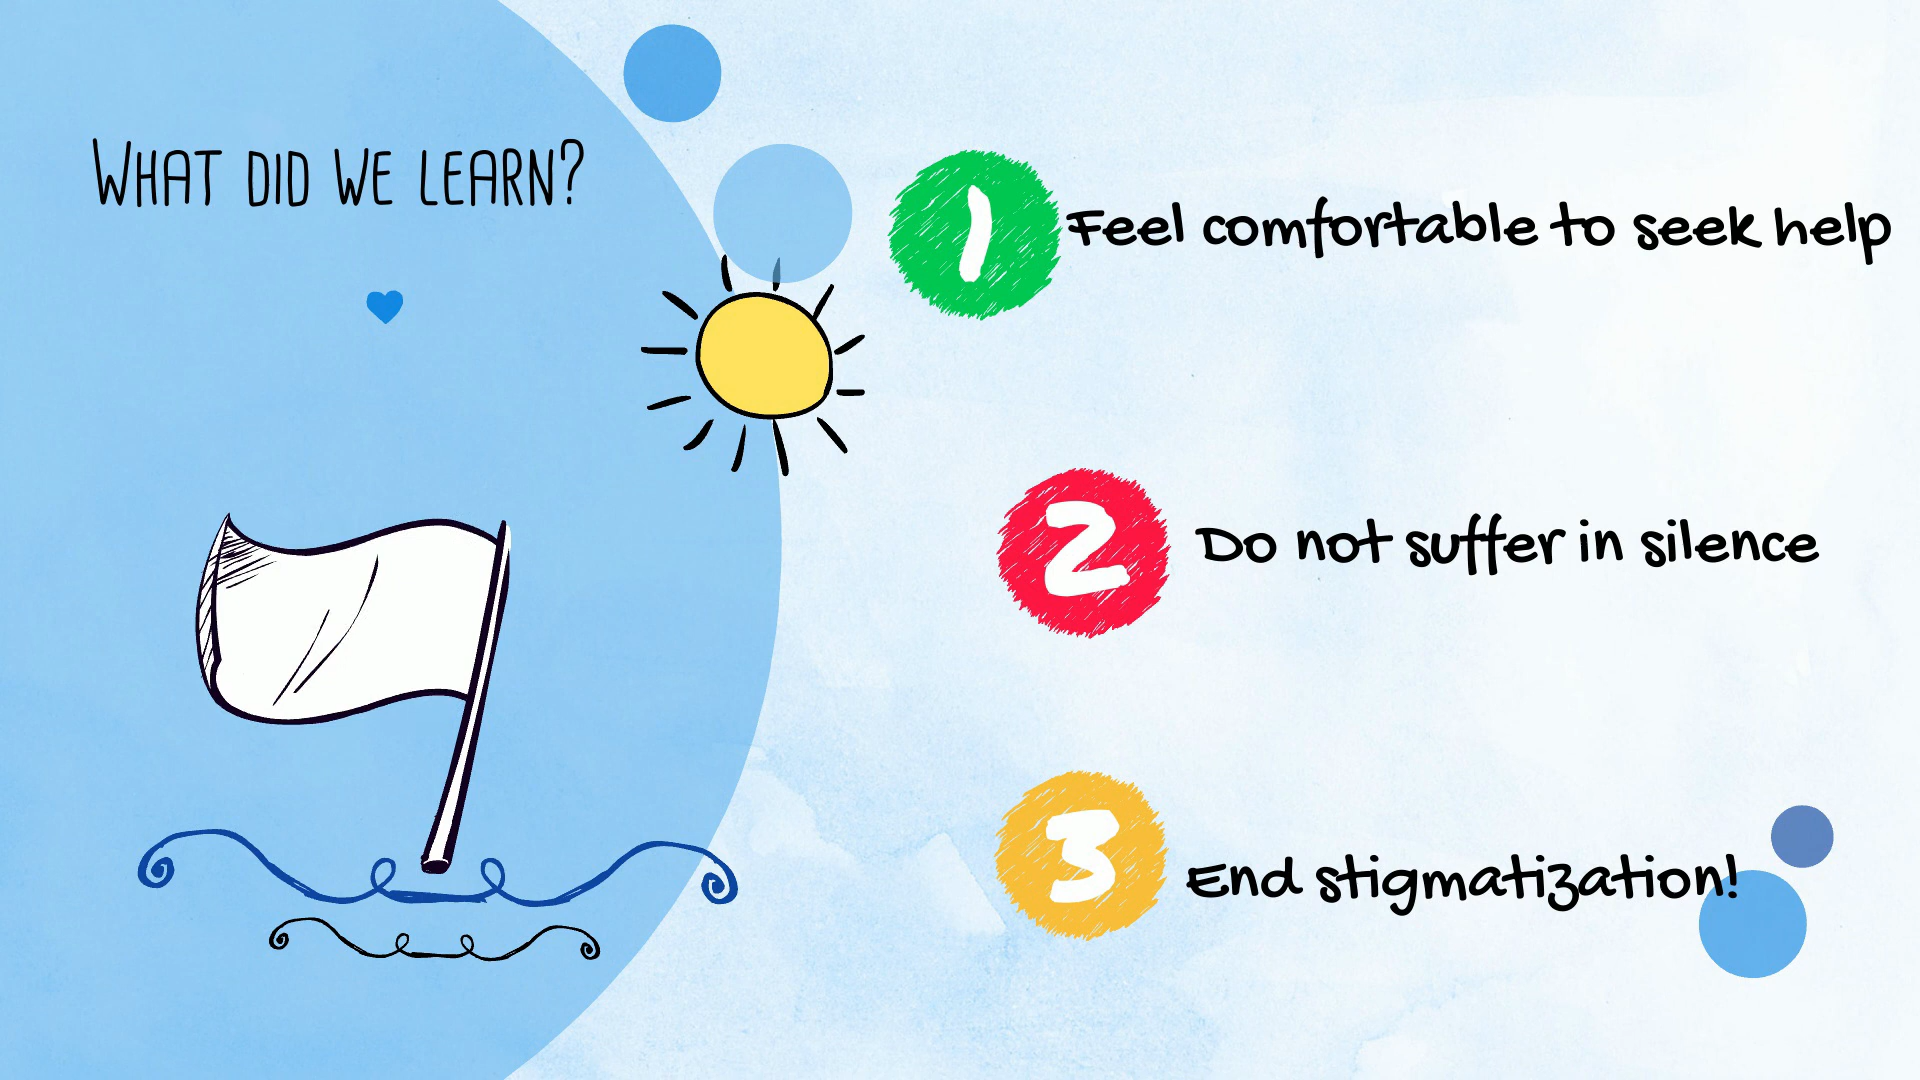 What did we learn?
1 Feel comfortable to seek help
2 Do not suffer in silence
3 End stigmatization!